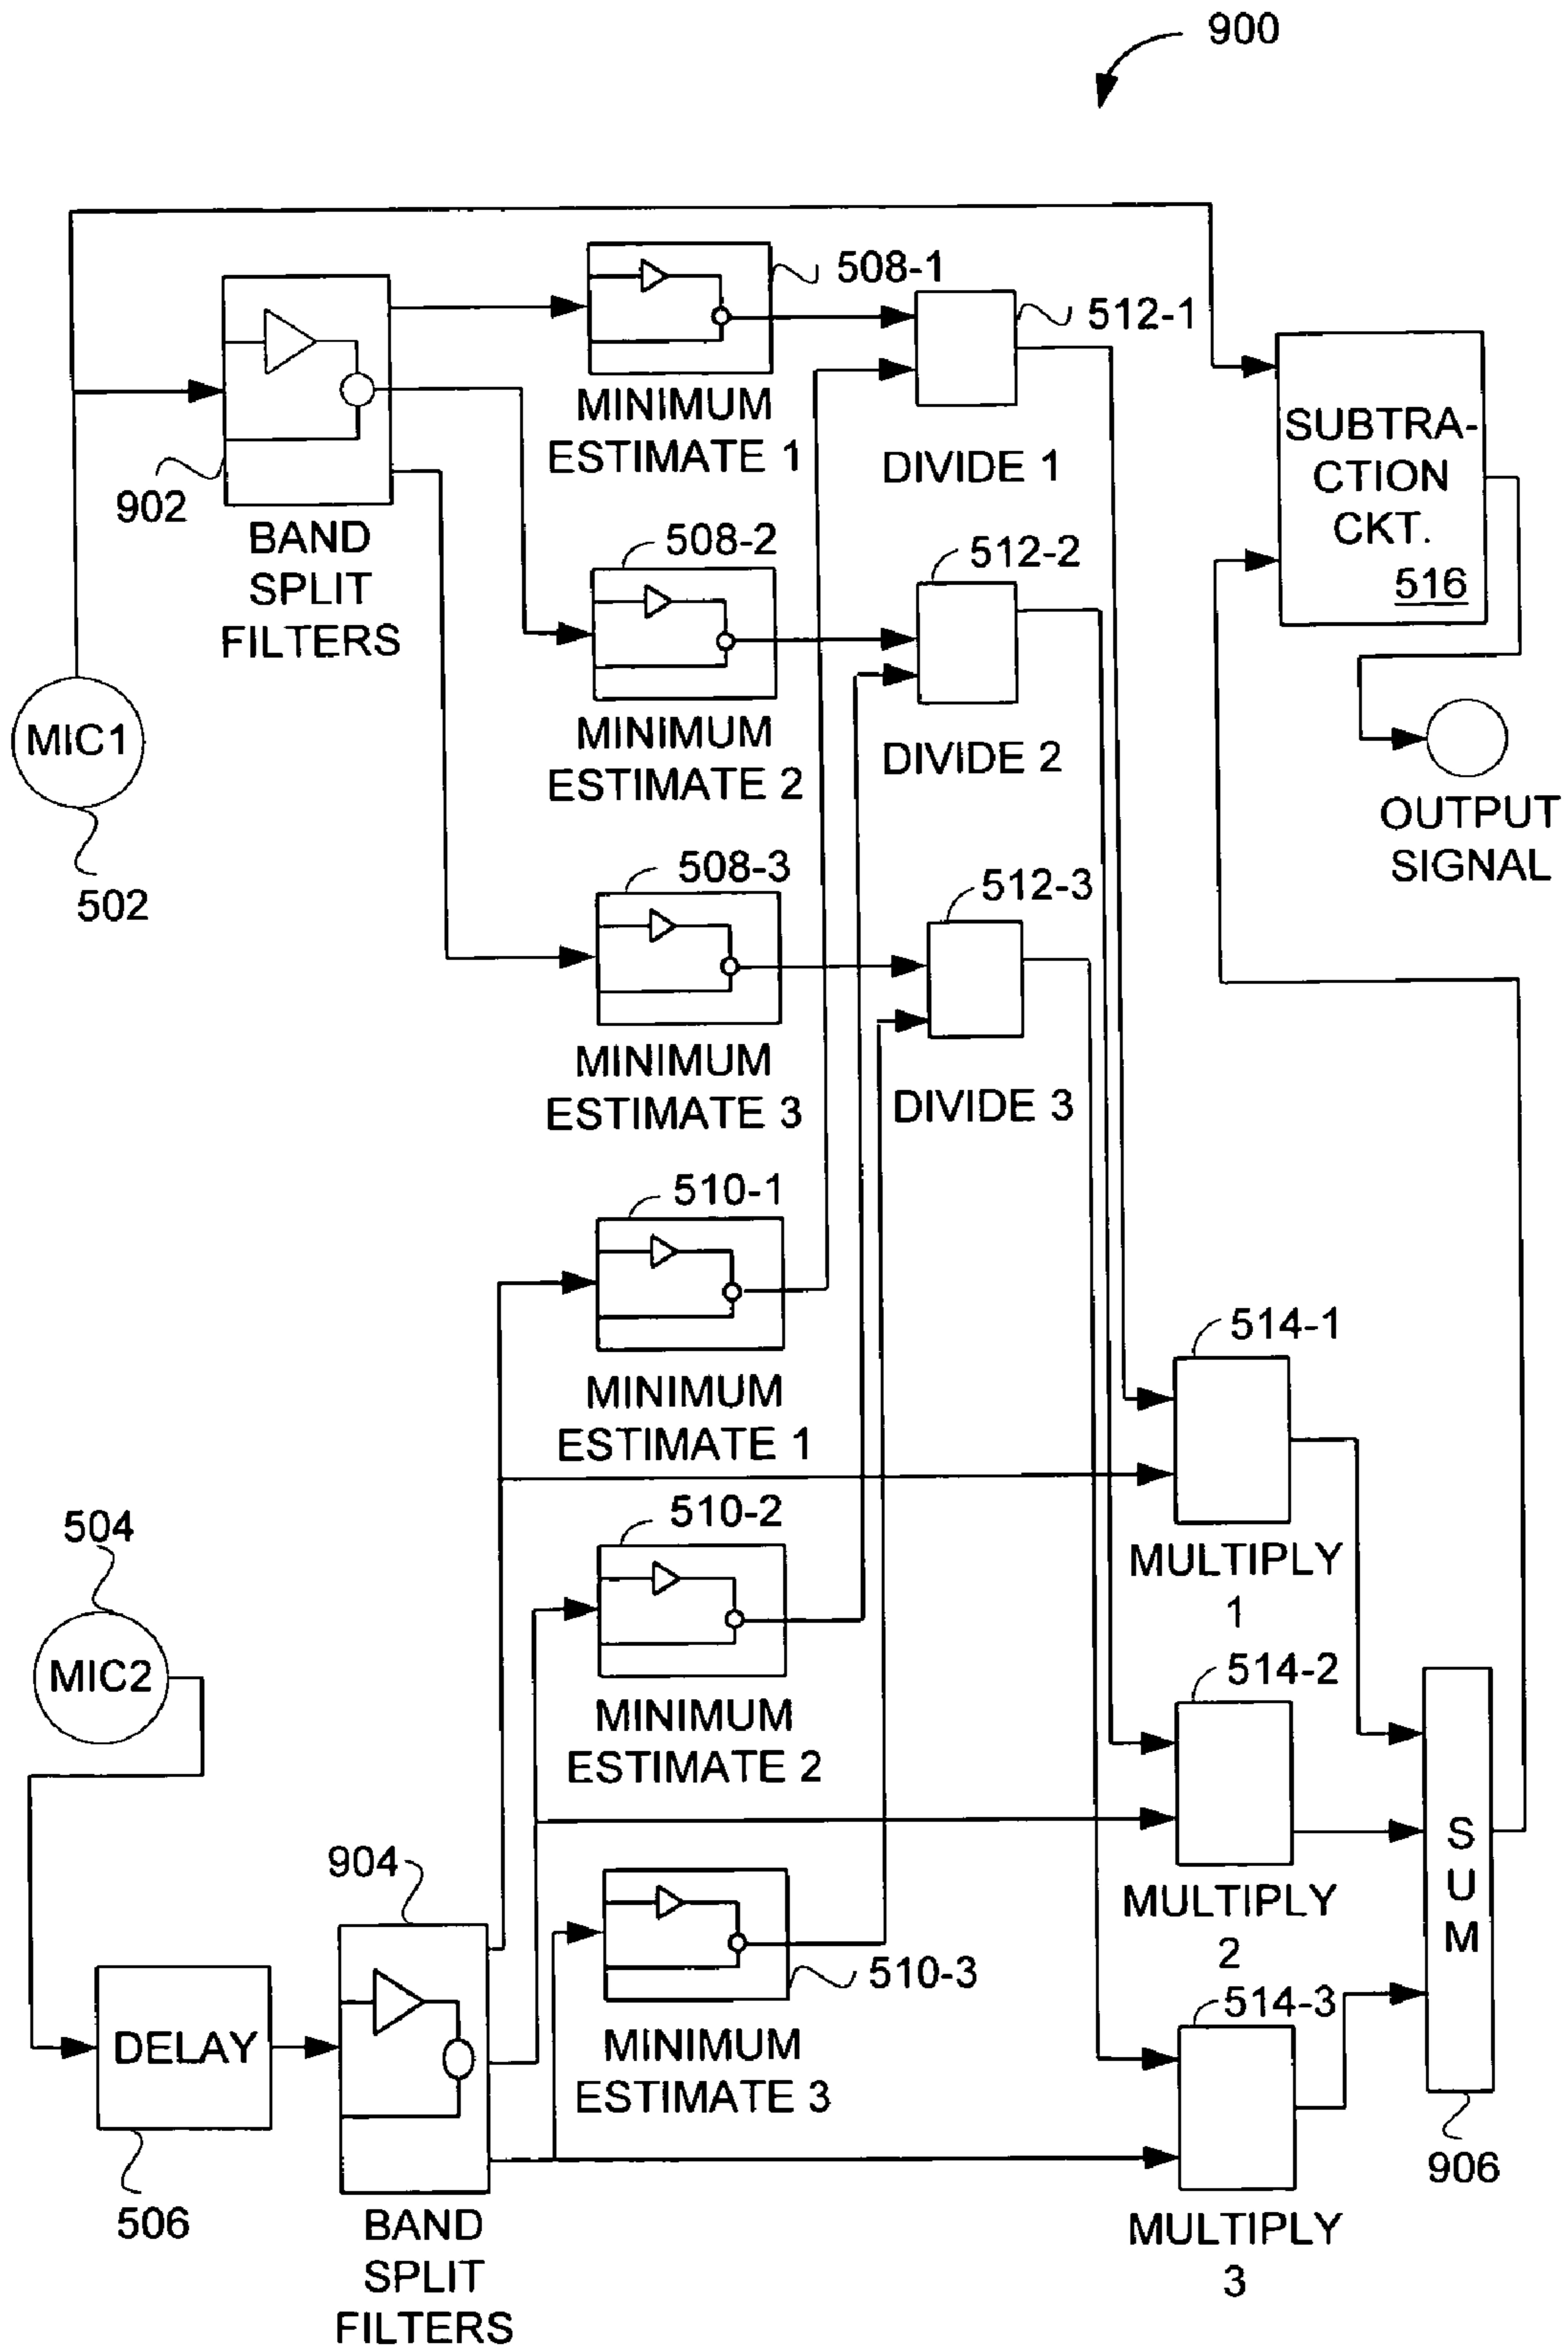 900
508-1
512-1
MINIMUM
ESTIMATE 1
DIVIDE 1
SUBTRA-
CTION
CKT.
516
902
BAND
SPLIT
FILTERS
508-2
512-2
MINIMUM
ESTIMATE 2
DIVIDE 2
MIC1
502
OUTPUT
SIGNAL
508-3
512-3
MINIMUM
ESTIMATE 3
DIVIDE 3
510-1
MINIMUM
ESTIMATE 1
514-1
MULTIPLY
1
504
MIC2
510-2
MINIMUM
ESTIMATE 2
514-2
MULTIPLY
2
S
U
M
904
510-3
MINIMUM
ESTIMATE 3
514-3
906
DELAY
506
BAND
SPLIT
FILTERS
MULTIPLY
3